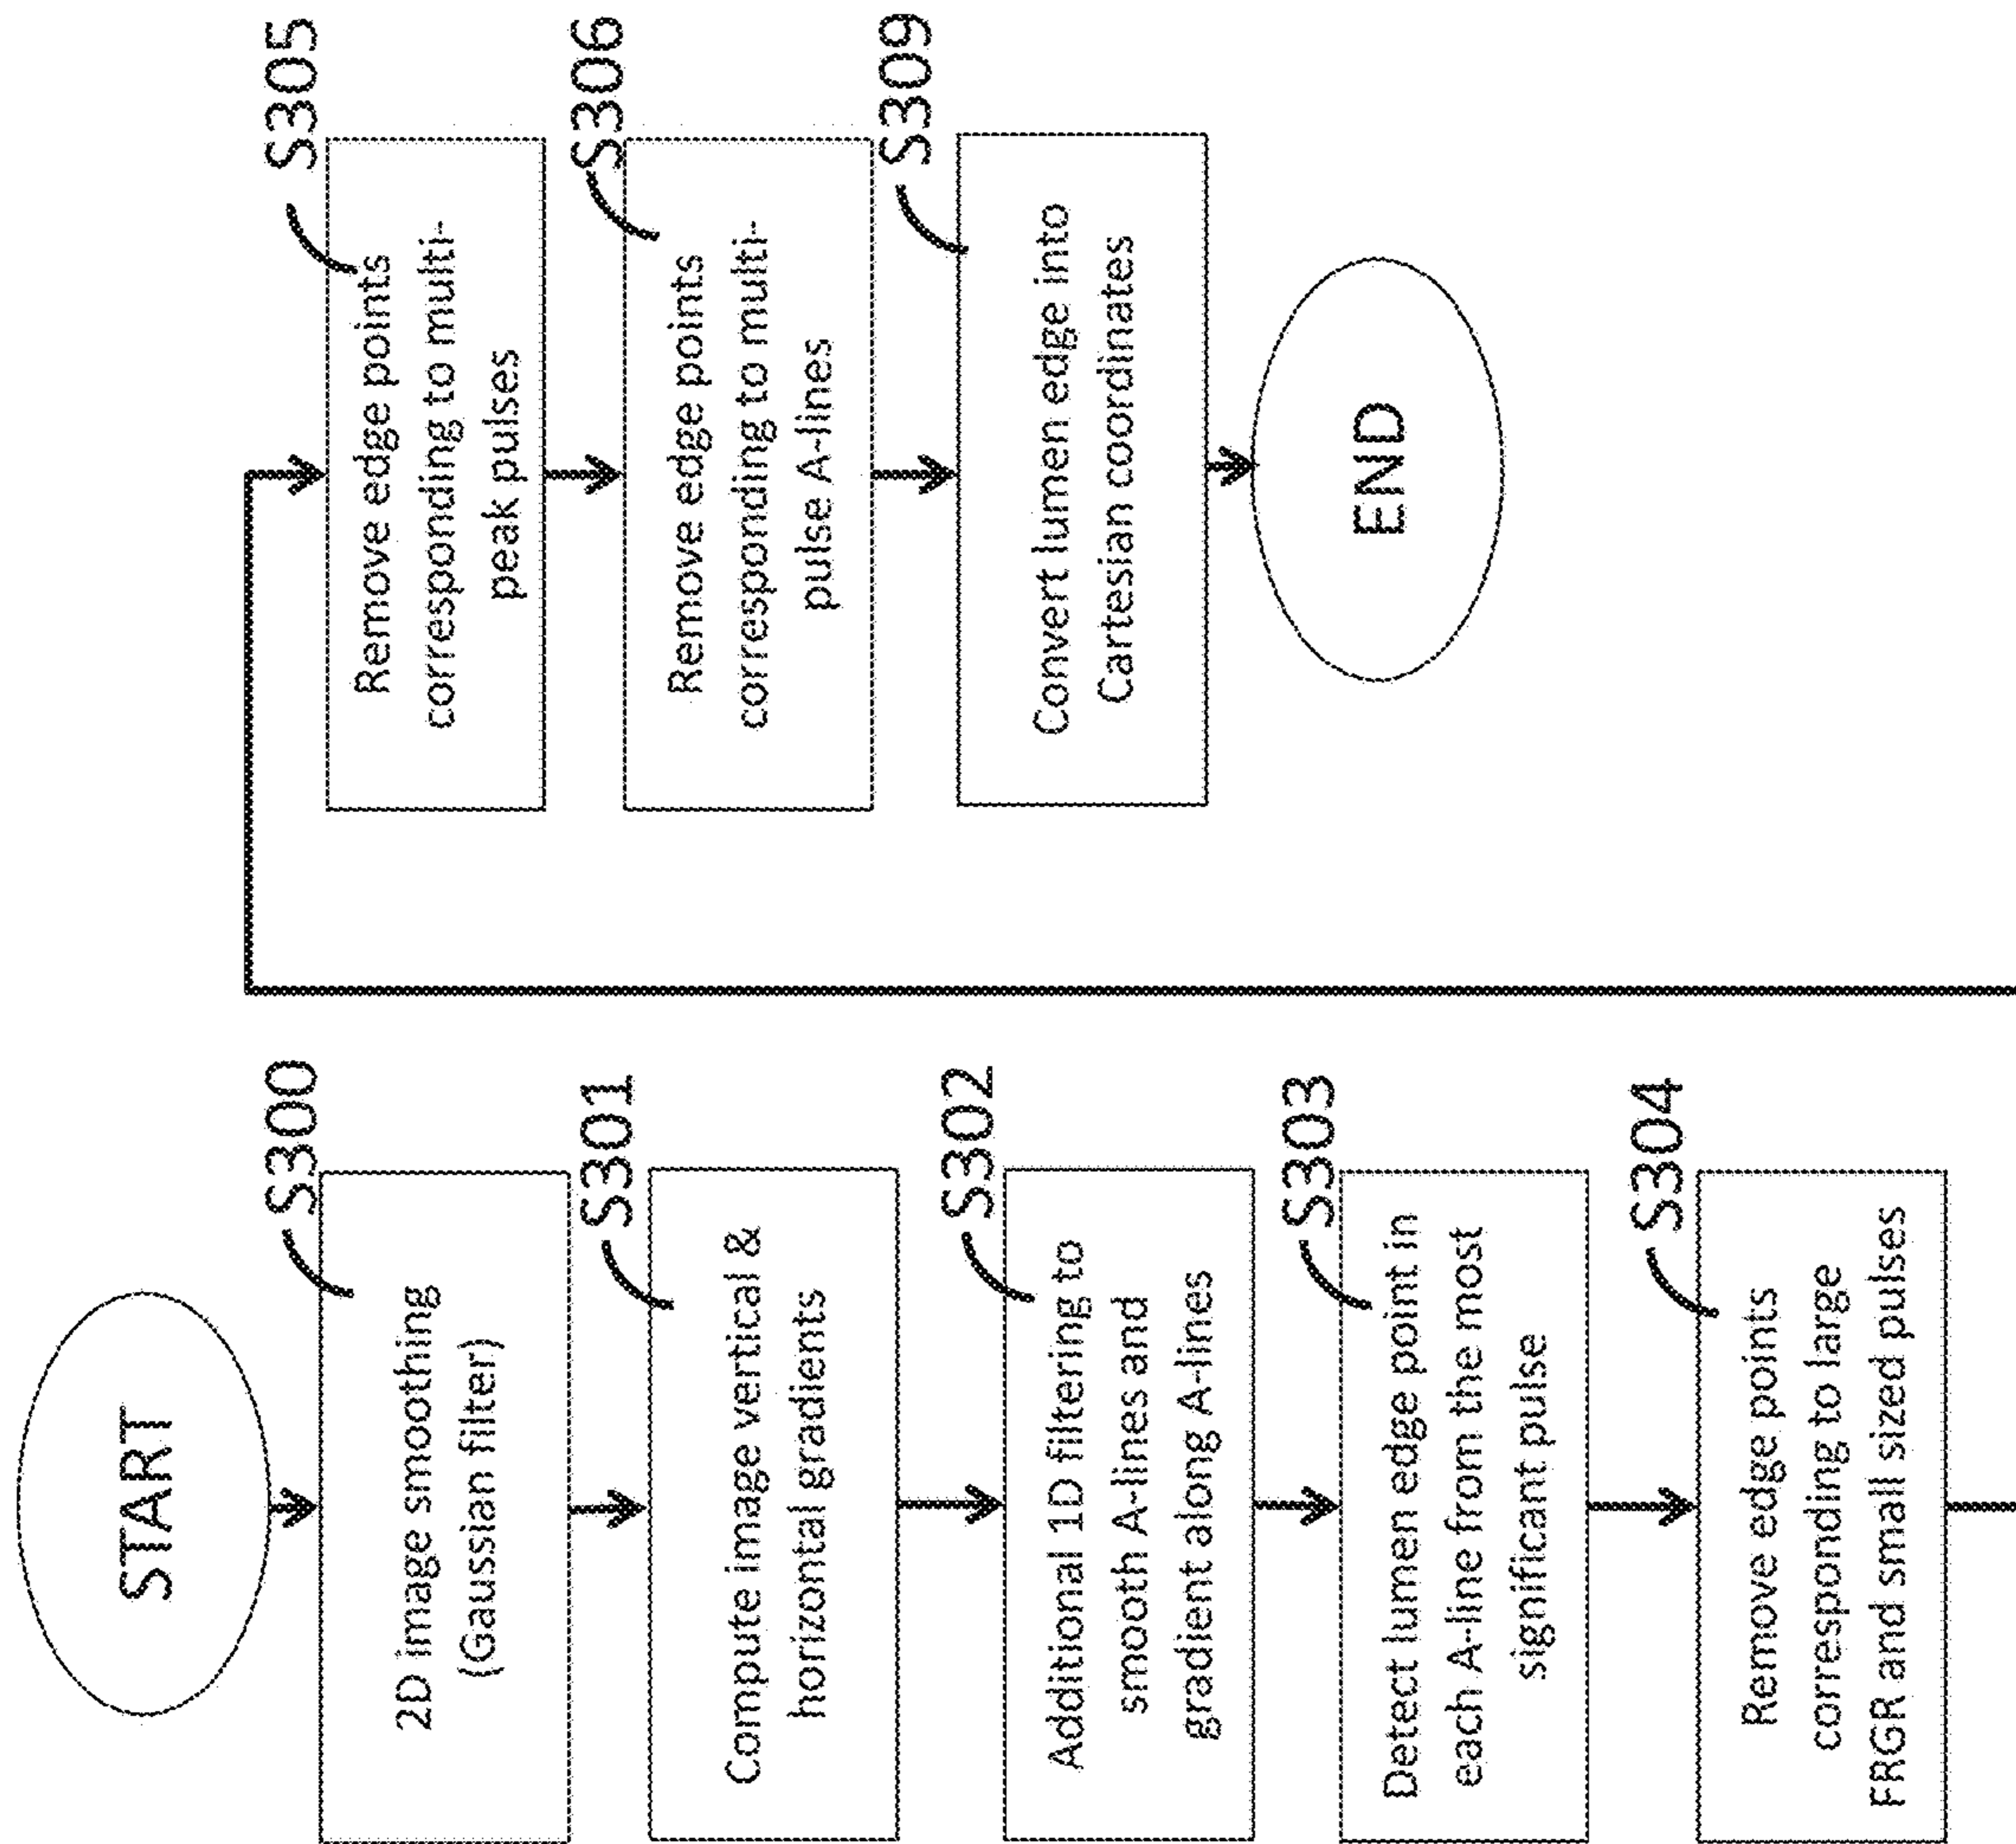 START
S300
2D image smoothing
(Gaussian filter)
S301
Compute image vertical &
horizontal gradients
S302
Additional 1D filtering to
smooth A-lines and
gradient along A-lines
S303
Detect lumen edge point in
each A-line from the most
significant pulse
S304
Remove edge points
corresponding to large
FRGR and small sized pulses
S305
Remove edge points
corresponding to multi-
peak pulses
S306
Remove edge points
corresponding to multi-
pulse A-lines
S309
Convert lumen edge into
Cartesian coordinates
END